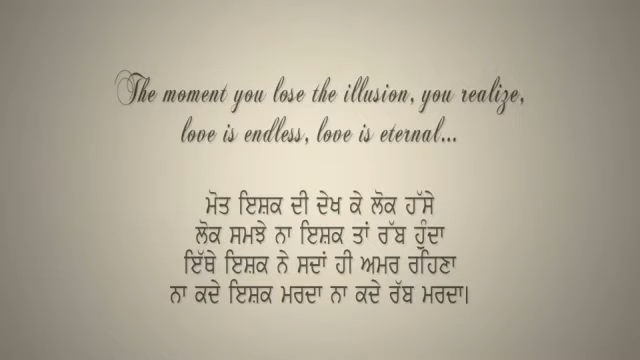 The moment you lose the illusion, you realize,
love is endless, love is eternal...
ਮੋਤ ਇਸ਼ਕ ਦੀ ਦੇਖ ਕੇ ਲੋਕ ਹੱਸੇ
ਲੋਕ ਸਮਝੇ ਨਾ ਇਸ਼ਕ ਤਾਂ ਰੱਬ ਹੁੰਦਾ
ਇੱਥੇ ਇਸ਼ਕ ਨੇ ਸਦਾਂ ਹੀ ਅਮਰ ਰਹਿਣਾ
ਨਾ ਕਦੇ ਇਸ਼ਕ ਮਰਦਾ ਨਾ ਕਦੇ ਰੱਬ ਮਰਦਾ।